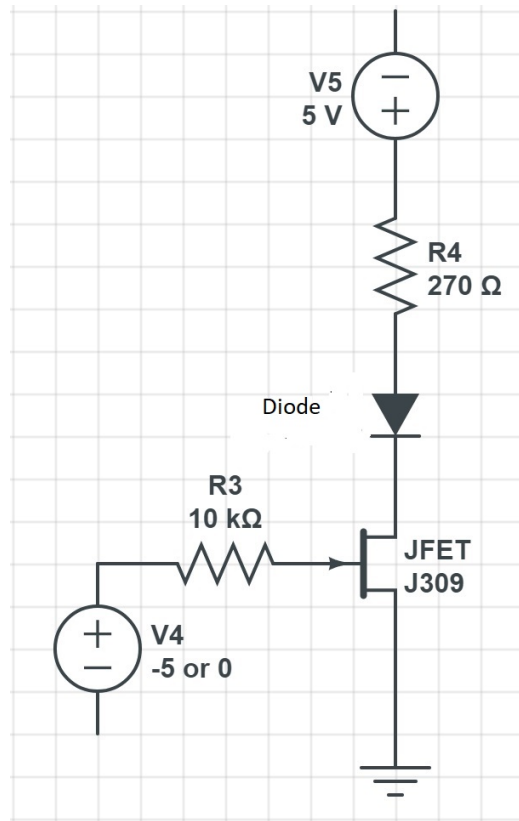 V5
5 V
R4
270 Ω
Diode
R3
10 kΩ
JFET
J309
V4
-5 or 0